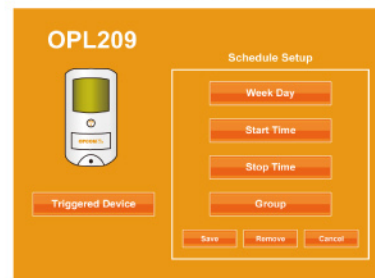 OPL209
Schedule Setup
Week Day
Start Time
Stop Time
Triggered Device
Group
Save Remove Cancel